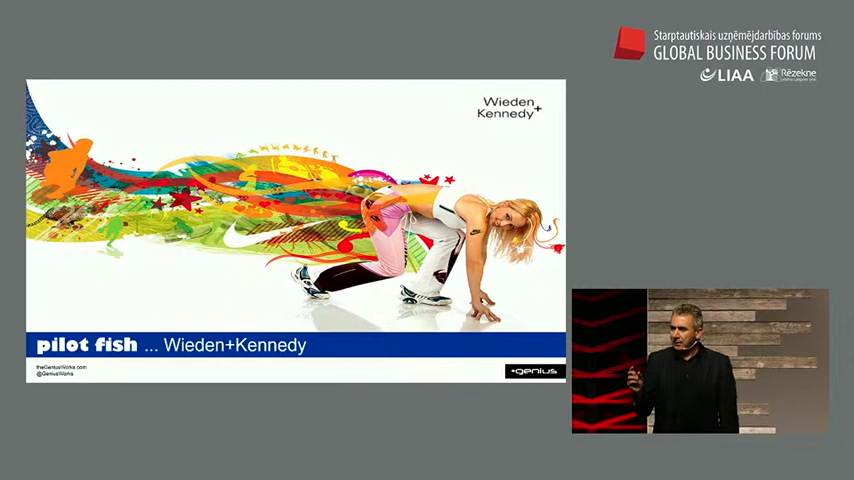 Starptautiskais uzņēmējdarbības forums
GLOBAL BUSINESS FORUM
LIAA
Rēzekne
Wieden+
Kennedy
pilot fish ... Wieden+Kennedy
theGeniusWorks.com
@GeniusWorks
+genius